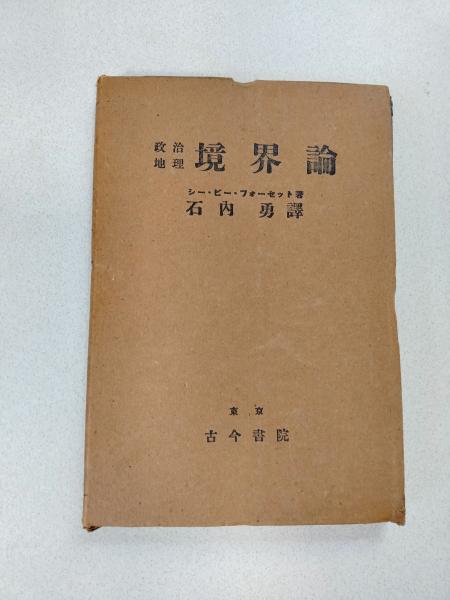 政治地理 境界論
シー・ビー・フォーセット著
石內勇譯
東京
古今書院